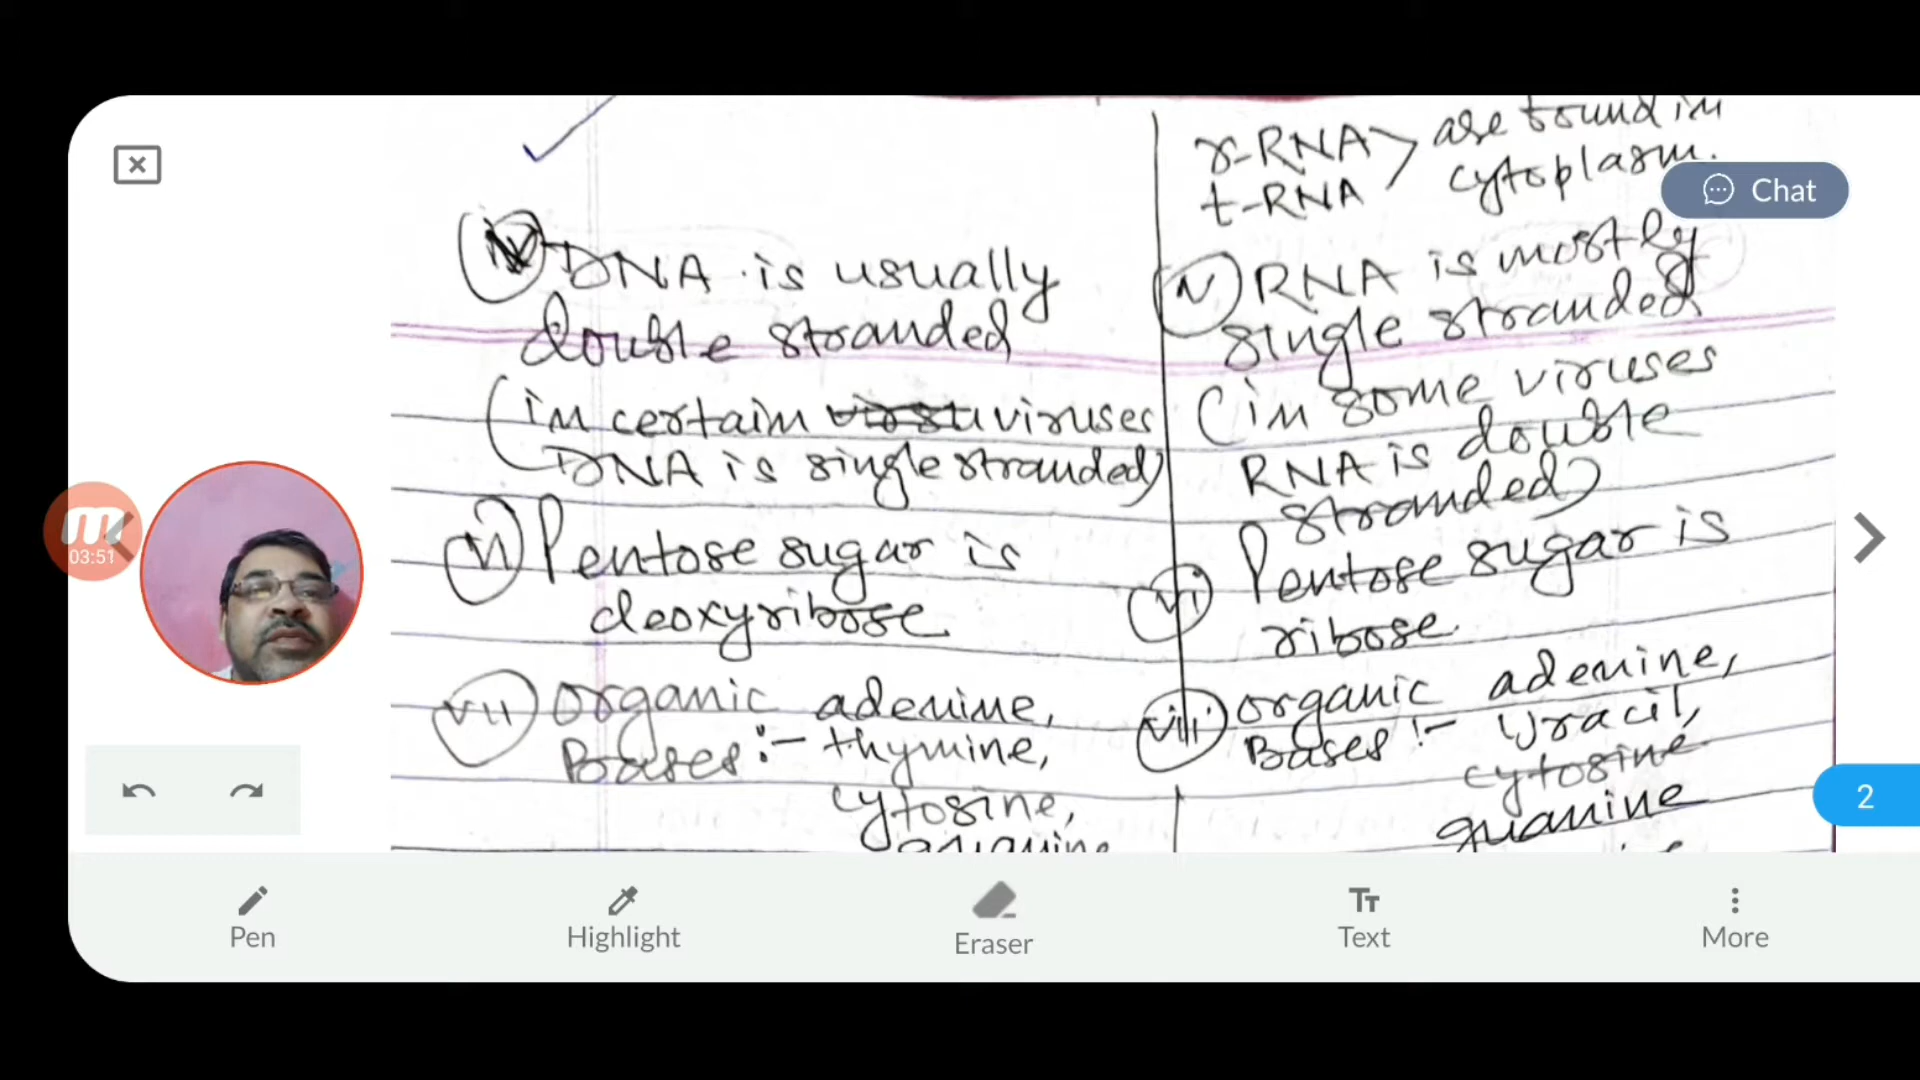 r-RNA > are found in
t-RNA cytoplasm.
Chat
DNA is usually
double stranded
(in certain viruses
DNA is single stranded)
(v) RNA is mostly
single stranded
(in some viruses
RNA is double
stranded)
(vi) Pentose sugar is
deoxyribose
(vi) Pentose sugar is
ribose.
(vii) organic adenine,
Bases :- thymine,
cytosine,
guanine
(vii) organic adenine,
Bases :- Uracil,
cytosine
guanine
m
03:51
2
Pen
Highlight
Eraser
Text
More